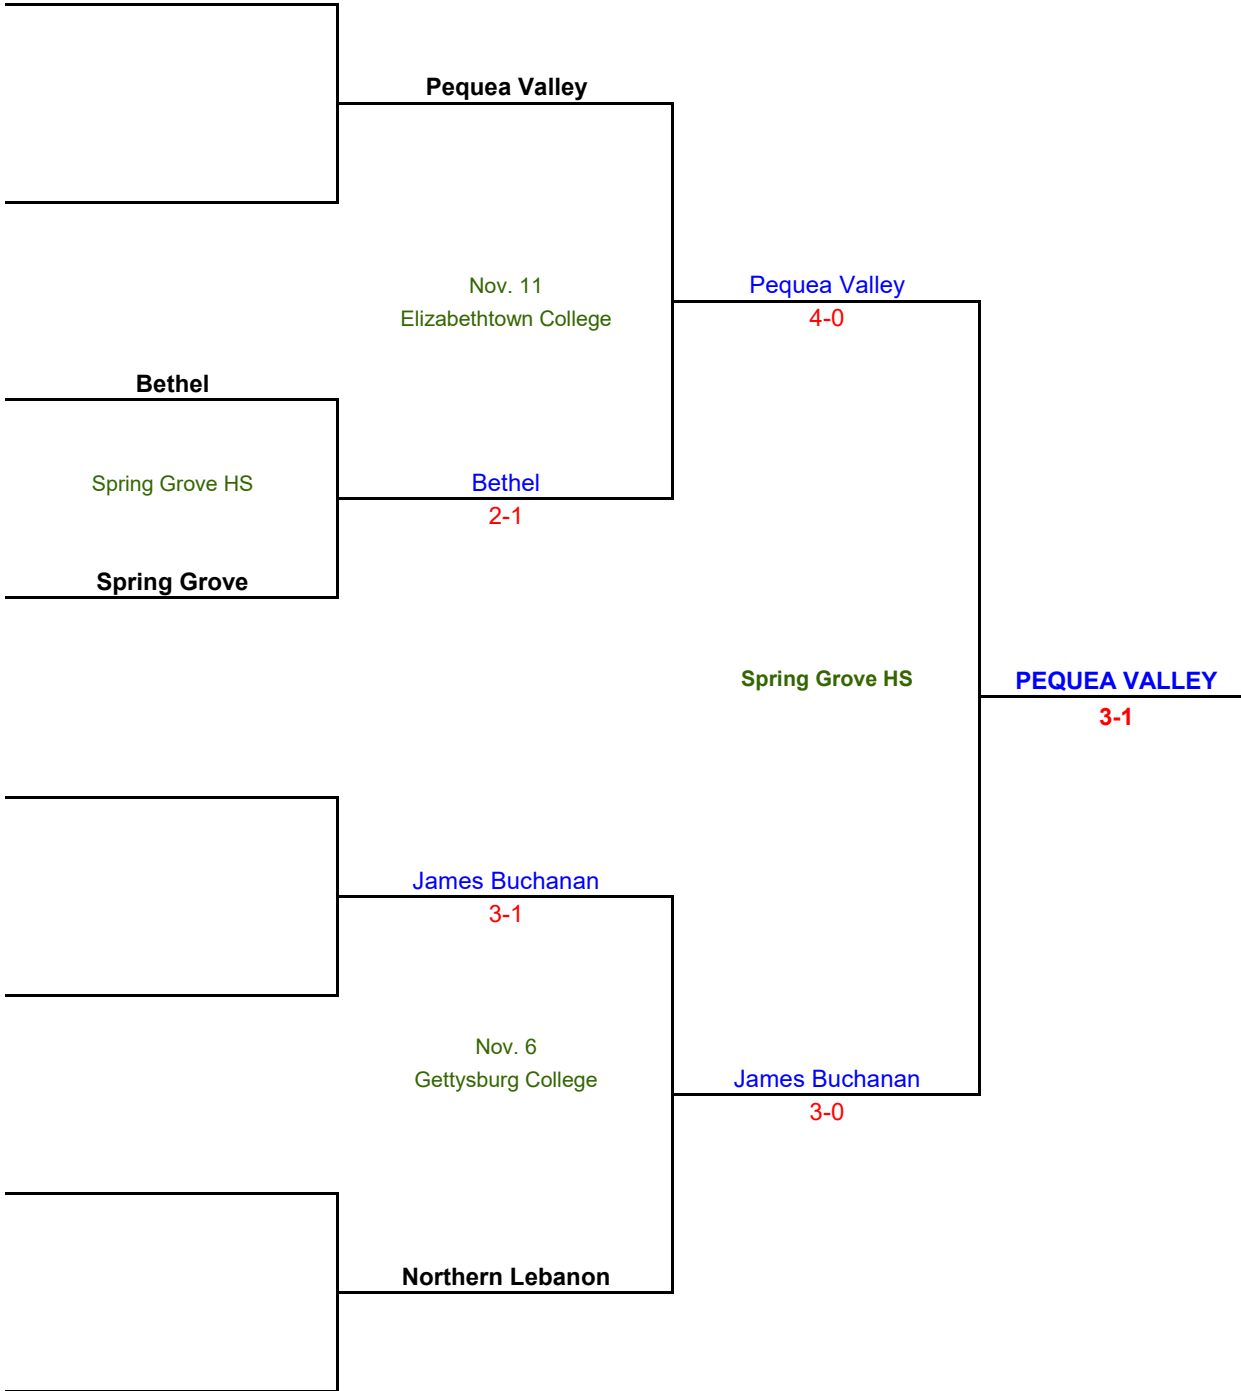 Pequea Valley
Nov. 11
Elizabethtown College
Pequea Valley
4-0
Bethel
Spring Grove HS
Bethel
2-1
Spring Grove
Spring Grove HS
PEQUEA VALLEY
3-1
James Buchanan
3-1
Nov. 6
Gettysburg College
James Buchanan
3-0
Northern Lebanon